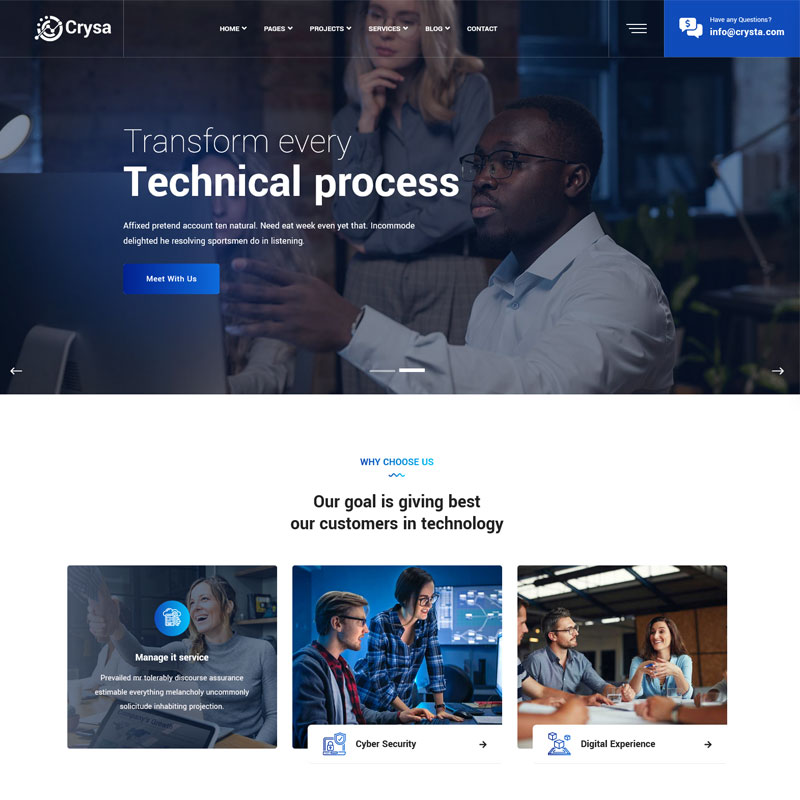 Crysa
HOME
PAGES
PROJECTS
SERVICES
BLOG
CONTACT
Have any Questions?
info@crysta.com
Transform every
Technical process
Affixed pretend account ten natural. Need eat week even yet that. Incommode
delighted he resolving sportsmen do in listening.
Meet With Us
WHY CHOOSE US
Our goal is giving best
our customers in technology
Manage it service
Prevailed mr tolerably discourse assurance
estimable everything melancholy uncommonly
solicitude inhabiting projection.
Cyber Security
Digital Experience